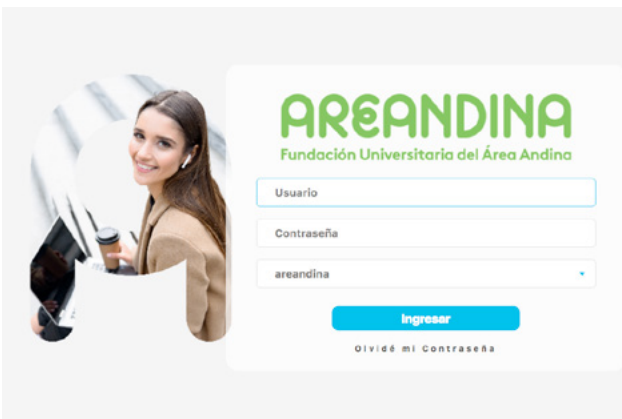 AREANDINA
Fundación Universitaria del Área Andina
Usuario
Contraseña
areandina
Ingresar
Olvidé mi Contraseña